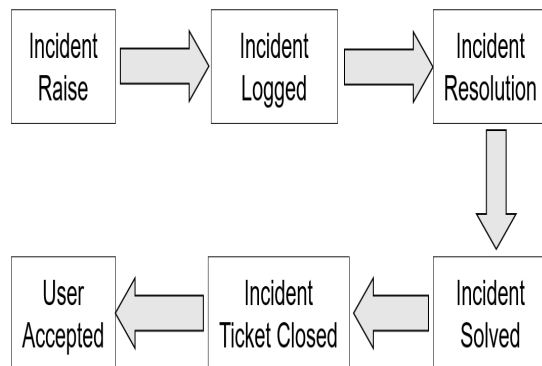 Incident
Raise
Incident
Logged
Incident
Resolution
Incident
Solved
Incident
Ticket Closed
User
Accepted